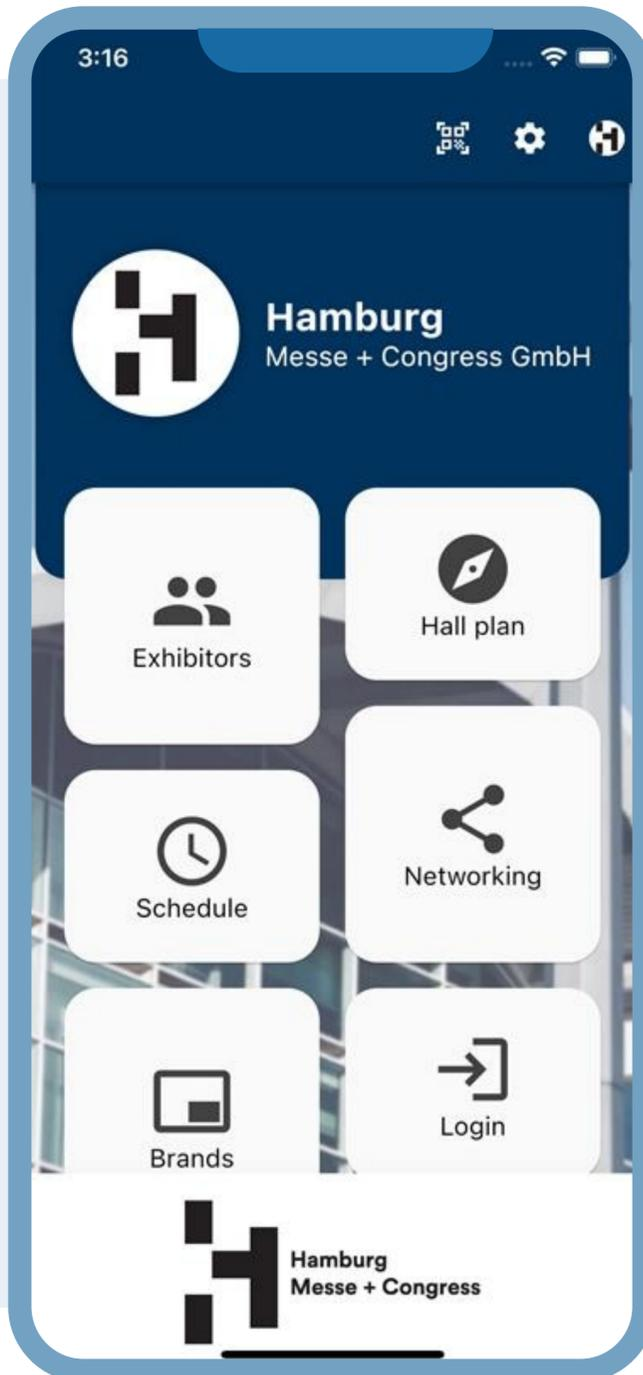 3:16
Hamburg
Messe + Congress GmbH
Exhibitors
Hall plan
Schedule
Networking
Brands
Login
Hamburg
Messe + Congress